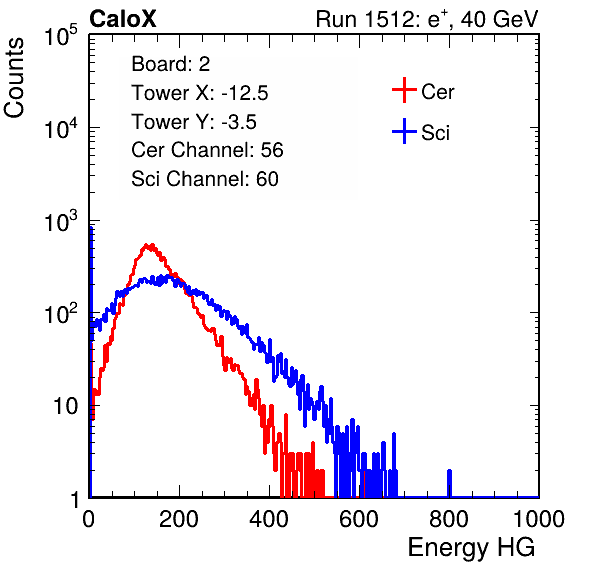 CaloX Run 1512: e⁺, 40 GeV
Counts
10⁵
10⁴
10³
10²
10
1
Board: 2
Tower X: -12.5
Tower Y: -3.5
Cer Channel: 56
Sci Channel: 60
Cer
Sci
0 200 400 600 800 1000
Energy HG